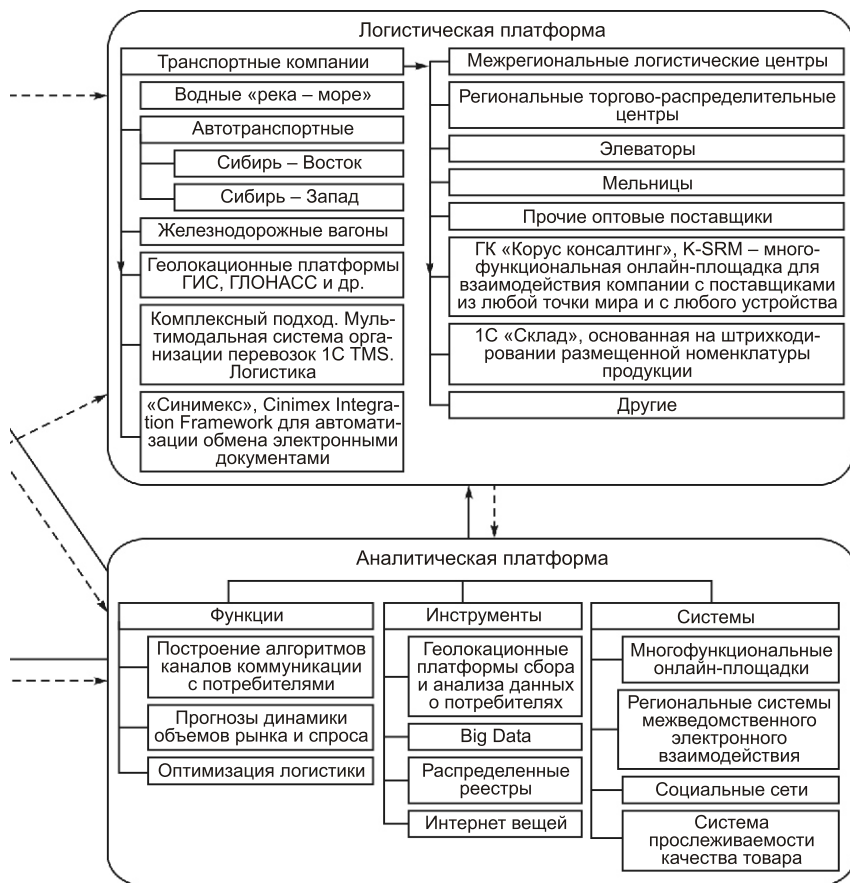 Логистическая платформа
Транспортные компании
Водные «река – море»
Автотранспортные
Сибирь – Восток
Сибирь – Запад
Железнодорожные вагоны
Геолокационные платформы
ГИС, ГЛОНАСС и др.
Комплексный подход. Муль-
тимодальная система орга-
низации перевозок 1С TMS.
Логистика
«Синимекс», Cinimex Integra-
tion Framework для автомати-
зации обмена электронными
документами
Межрегиональные логистические центры
Региональные торгово-распределительные
центры
Элеваторы
Мельницы
Прочие оптовые поставщики
ГК «Корус консалтинг», K-SRM – много-
функциональная онлайн-площадка для
взаимодействия компании с поставщиками
из любой точки мира и с любого устройства
1С «Склад», основанная на штрихкоди-
ровании размещенной номенклатуры
продукции
Другие
Аналитическая платформа
Функции
Построение алгоритмов
каналов коммуникации
с потребителями
Прогнозы динамики
объемов рынка и спроса
Оптимизация логистики
Инструменты
Геолокационные
платформы сбора
и анализа данных
о потребителях
Big Data
Распределенные
реестры
Интернет вещей
Системы
Многофункциональные
онлайн-площадки
Региональные системы
межведомственного
электронного
взаимодействия
Социальные сети
Система
прослеживаемости
качества товара